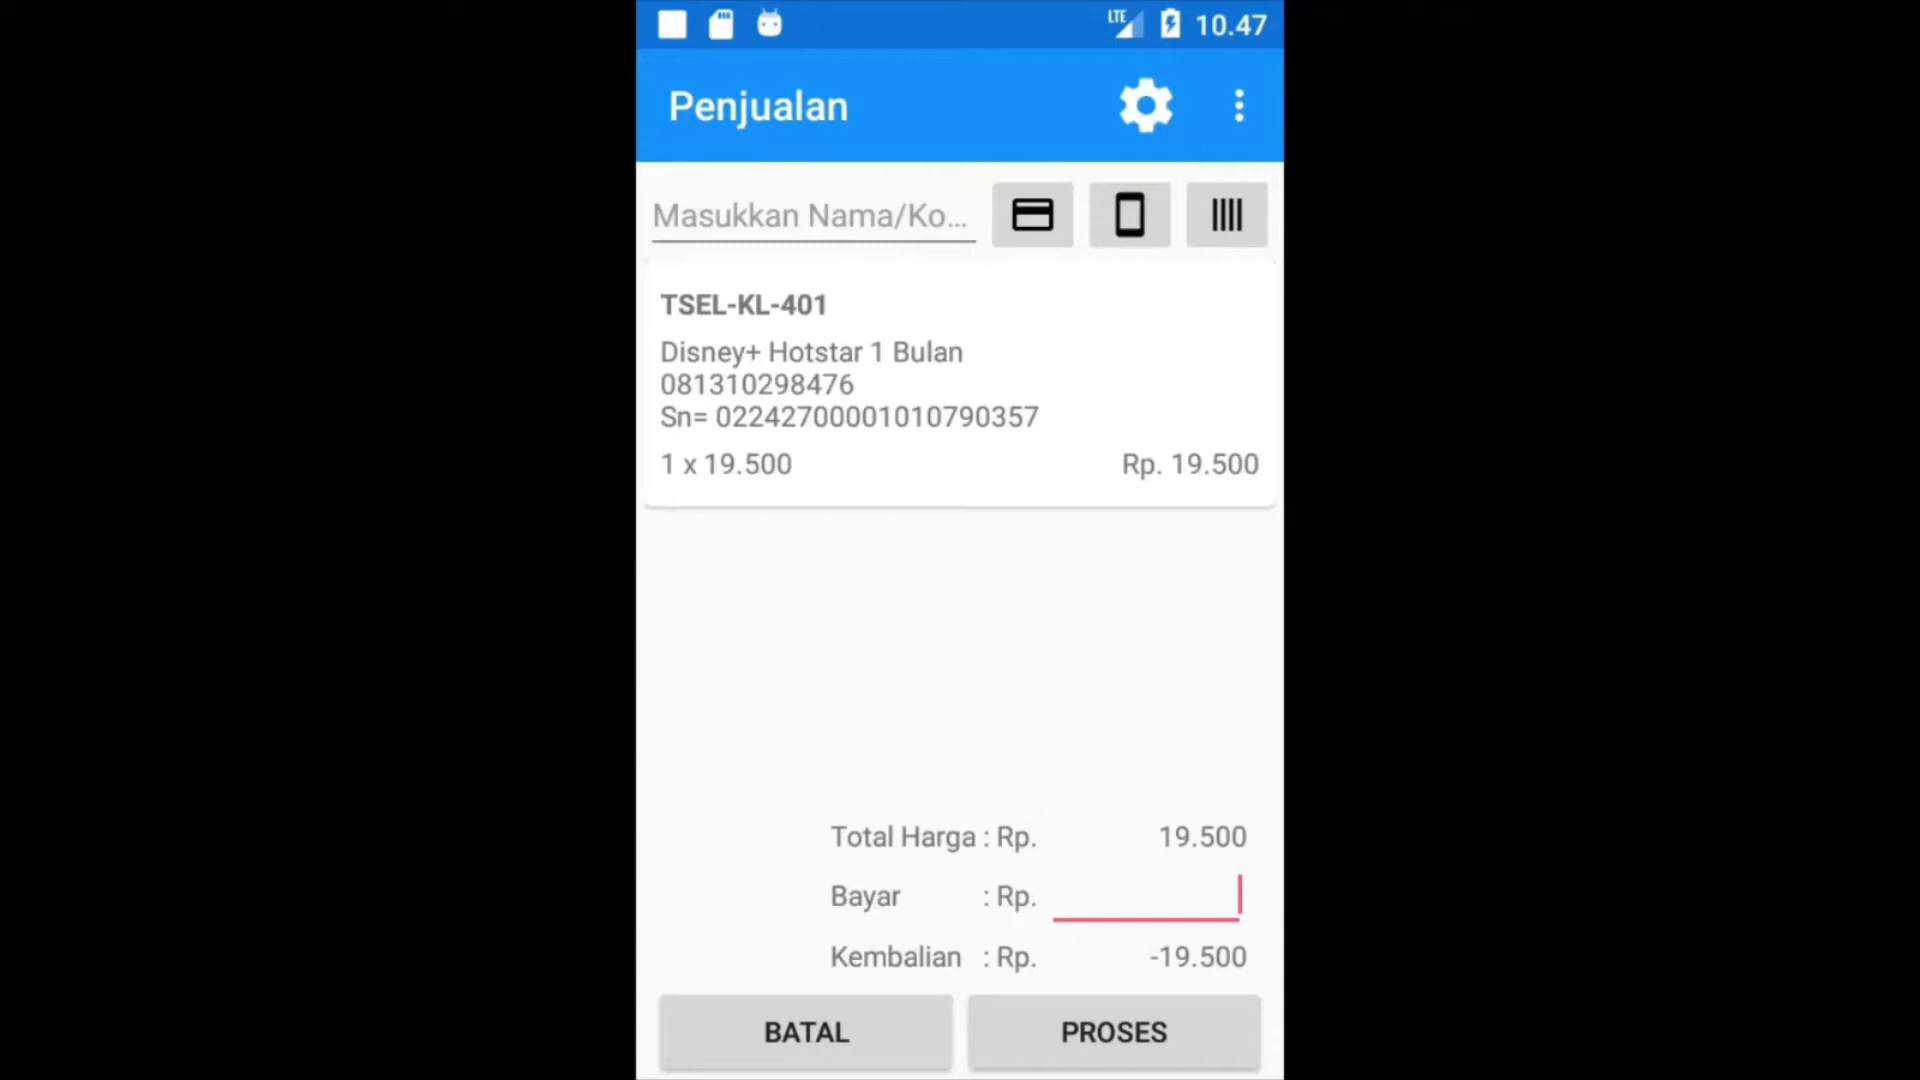 LTE 10.47
Penjualan
Masukkan Nama/Ko...
TSEL-KL-401
Disney+ Hotstar 1 Bulan
081310298476
Sn= 02242700001010790357
1 x 19.500 Rp. 19.500
Total Harga : Rp. 19.500
Bayar : Rp.
Kembalian : Rp. -19.500
BATAL PROSES